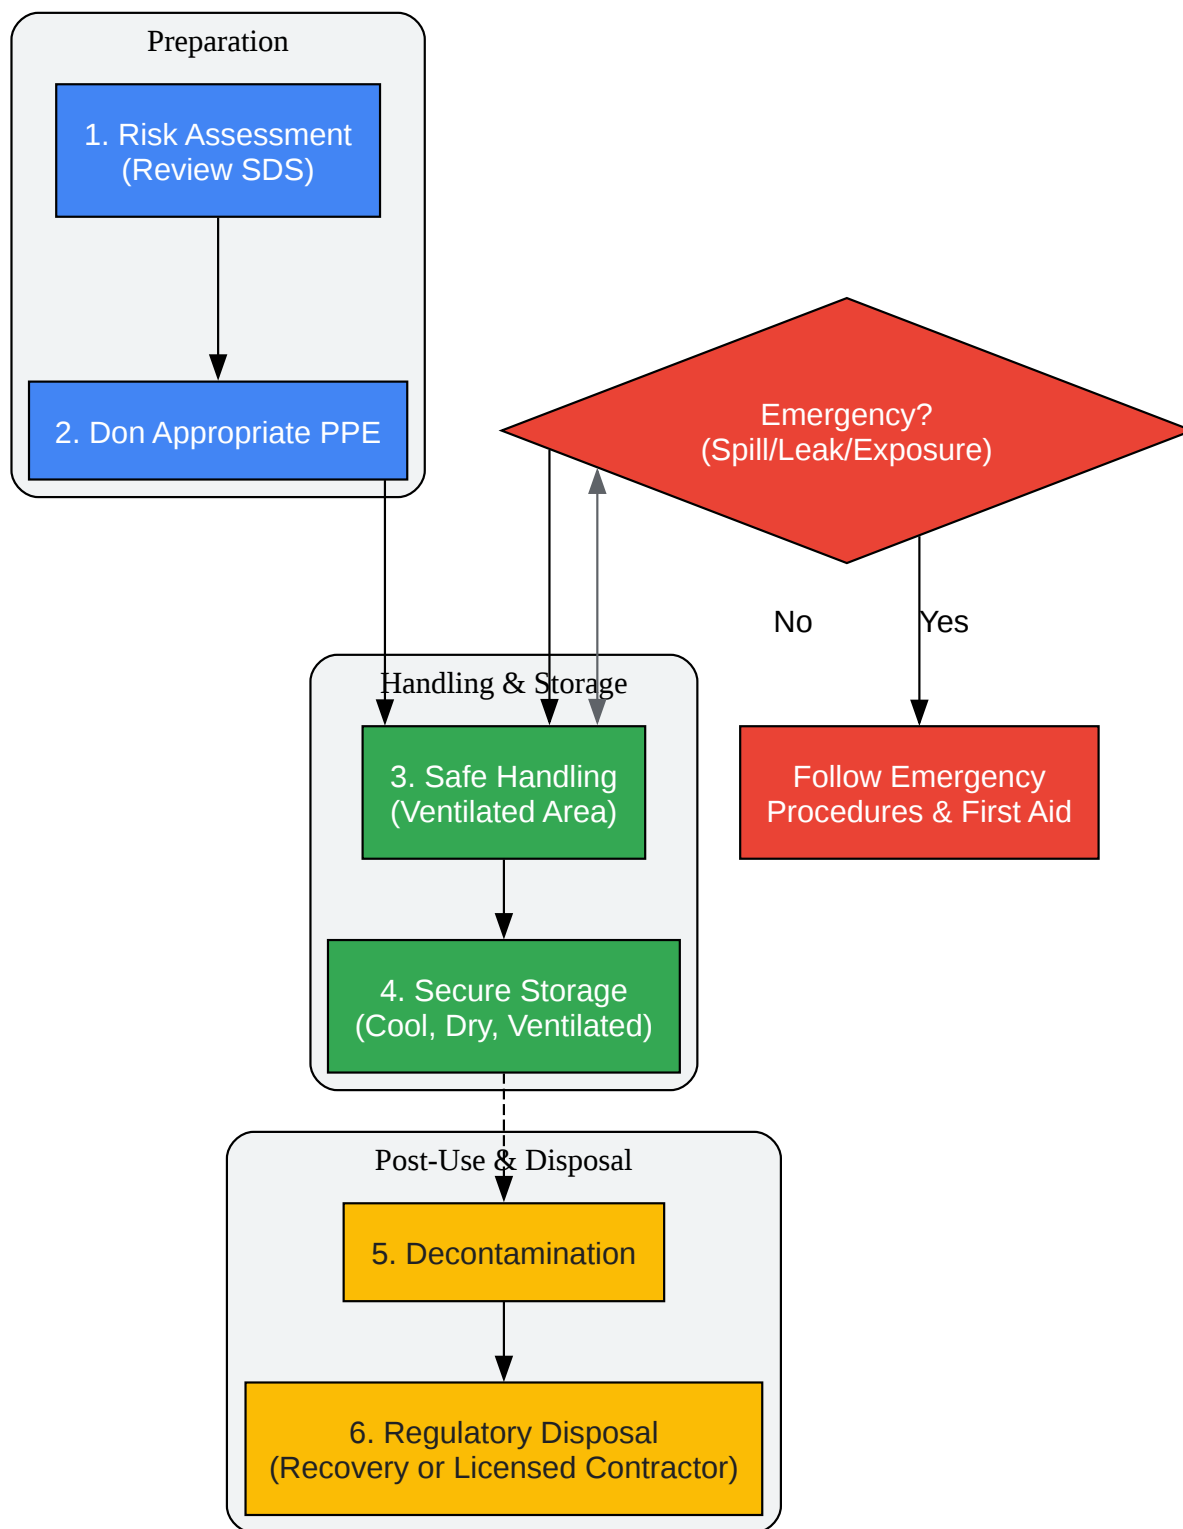 Preparation
1. Risk Assessment
(Review SDS)
2. Don Appropriate PPE
Emergency?
(Spill/Leak/Exposure)
No
Yes
Handling & Storage
3. Safe Handling
(Ventilated Area)
Follow Emergency
Procedures & First Aid
4. Secure Storage
(Cool, Dry, Ventilated)
Post-Use & Disposal
5. Decontamination
6. Regulatory Disposal
(Recovery or Licensed Contractor)